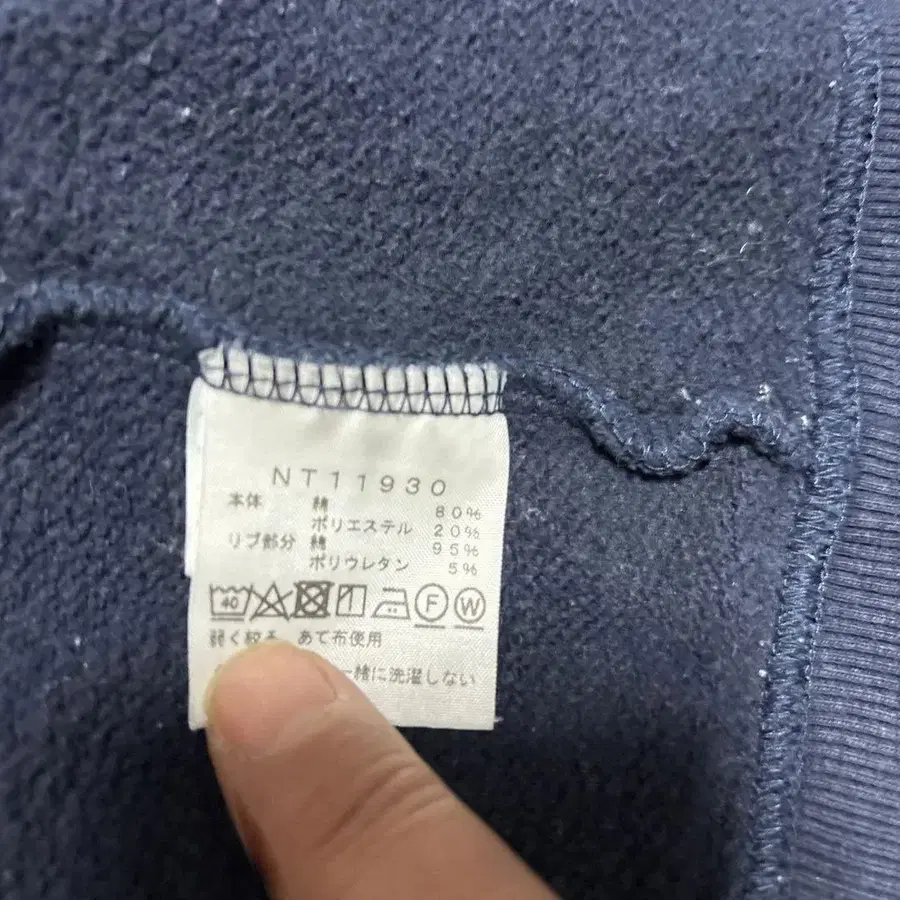 NT11930
本体 綿 80%
ポリエステル 20%
リブ部分 綿 95%
ポリウレタン 5%
40 F W
弱く絞る あて布使用
一緒に洗濯しない